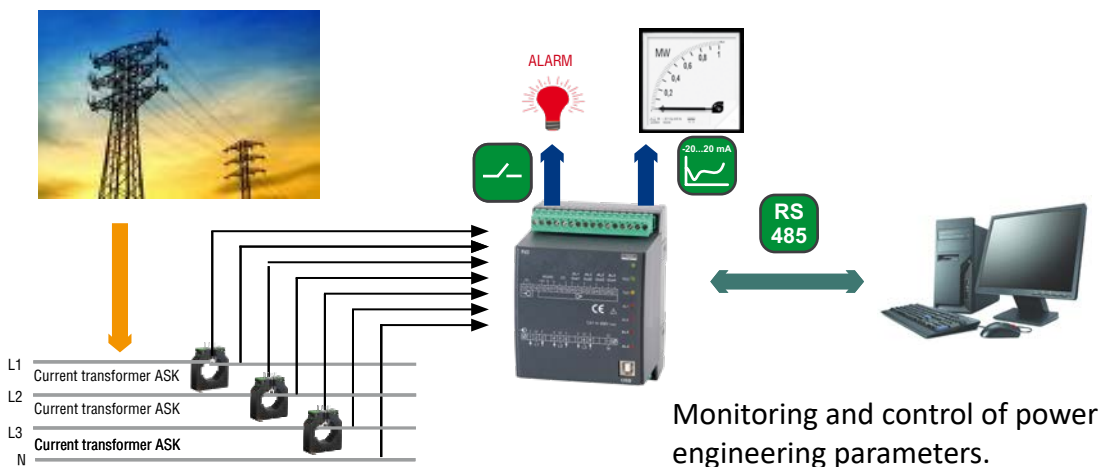 ALARM
MW
0,2
0,4
0,6
0,8
1
-20...20 mA
RS
485
CE
L1
Current transformer ASK
L2
Current transformer ASK
L3
Current transformer ASK
N
Monitoring and control of power
engineering parameters.